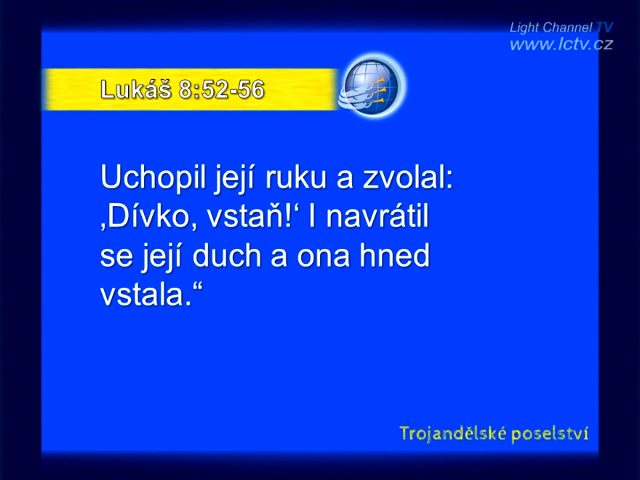 Light Channel TV
www.lctv.cz
Lukáš 8:52-56
Uchopil její ruku a zvolal:
‚Dívko, vstaň!‘ I navrátil
se její duch a ona hned
vstala.“
Trojandělské poselství